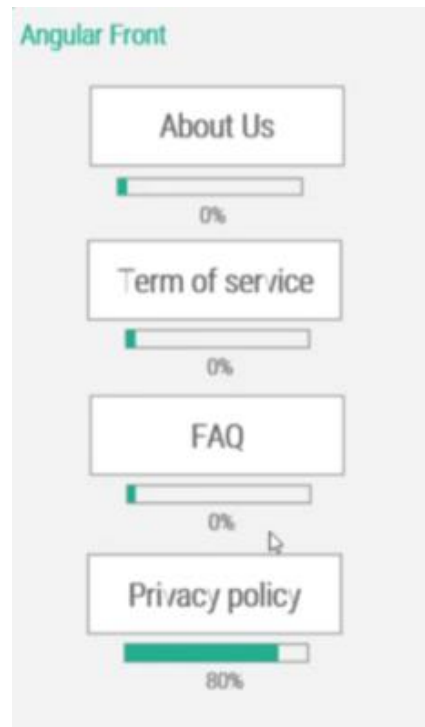 Angular Front
About Us
0%
Term of service
0%
FAQ
0%
Privacy policy
80%